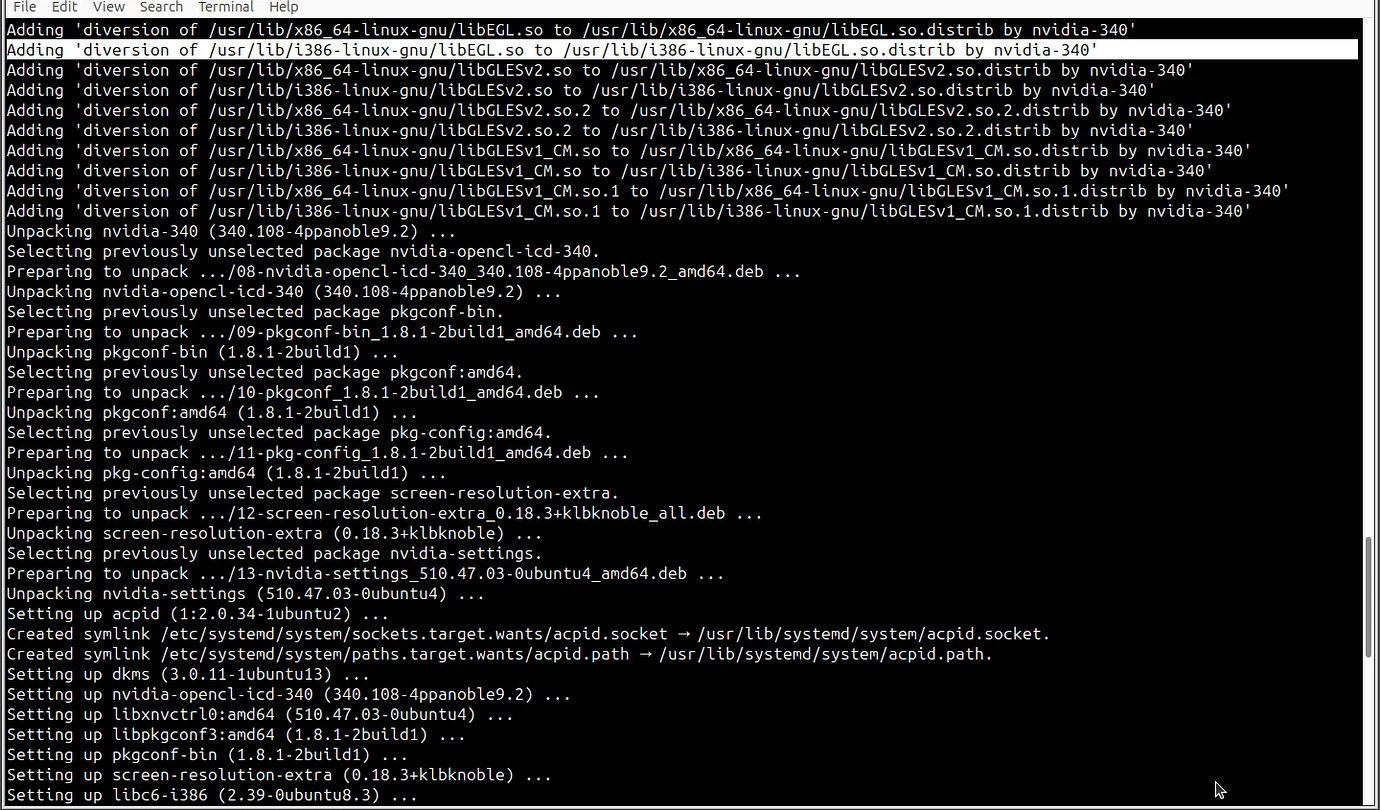 File Edit View Search Terminal Help
Adding 'diversion of /usr/lib/x86_64-linux-gnu/libEGL.so to /usr/lib/x86_64-linux-gnu/libEGL.so.distrib by nvidia-340'
Adding 'diversion of /usr/lib/i386-linux-gnu/libEGL.so to /usr/lib/i386-linux-gnu/libEGL.so.distrib by nvidia-340'
Adding 'diversion of /usr/lib/x86_64-linux-gnu/libGLESv2.so to /usr/lib/x86_64-linux-gnu/libGLESv2.so.distrib by nvidia-340'
Adding 'diversion of /usr/lib/i386-linux-gnu/libGLESv2.so to /usr/lib/i386-linux-gnu/libGLESv2.so.distrib by nvidia-340'
Adding 'diversion of /usr/lib/x86_64-linux-gnu/libGLESv2.so.2 to /usr/lib/x86_64-linux-gnu/libGLESv2.so.2.distrib by nvidia-340'
Adding 'diversion of /usr/lib/i386-linux-gnu/libGLESv2.so.2 to /usr/lib/i386-linux-gnu/libGLESv2.so.2.distrib by nvidia-340'
Adding 'diversion of /usr/lib/x86_64-linux-gnu/libGLESv1_CM.so to /usr/lib/x86_64-linux-gnu/libGLESv1_CM.so.distrib by nvidia-340'
Adding 'diversion of /usr/lib/i386-linux-gnu/libGLESv1_CM.so to /usr/lib/i386-linux-gnu/libGLESv1_CM.so.distrib by nvidia-340'
Adding 'diversion of /usr/lib/x86_64-linux-gnu/libGLESv1_CM.so.1 to /usr/lib/x86_64-linux-gnu/libGLESv1_CM.so.1.distrib by nvidia-340'
Adding 'diversion of /usr/lib/i386-linux-gnu/libGLESv1_CM.so.1 to /usr/lib/i386-linux-gnu/libGLESv1_CM.so.1.distrib by nvidia-340'
Unpacking nvidia-340 (340.108-4ppanoble9.2) ...
Selecting previously unselected package nvidia-opencl-icd-340.
Preparing to unpack .../08-nvidia-opencl-icd-340_340.108-4ppanoble9.2_amd64.deb ...
Unpacking nvidia-opencl-icd-340 (340.108-4ppanoble9.2) ...
Selecting previously unselected package pkgconf-bin.
Preparing to unpack .../09-pkgconf-bin_1.8.1-2build1_amd64.deb ...
Unpacking pkgconf-bin (1.8.1-2build1) ...
Selecting previously unselected package pkgconf:amd64.
Preparing to unpack .../10-pkgconf_1.8.1-2build1_amd64.deb ...
Unpacking pkgconf:amd64 (1.8.1-2build1) ...
Selecting previously unselected package pkg-config:amd64.
Preparing to unpack .../11-pkg-config_1.8.1-2build1_amd64.deb ...
Unpacking pkg-config:amd64 (1.8.1-2build1) ...
Selecting previously unselected package screen-resolution-extra.
Preparing to unpack .../12-screen-resolution-extra_0.18.3+klbknoble_all.deb ...
Unpacking screen-resolution-extra (0.18.3+klbknoble) ...
Selecting previously unselected package nvidia-settings.
Preparing to unpack .../13-nvidia-settings_510.47.03-0ubuntu4_amd64.deb ...
Unpacking nvidia-settings (510.47.03-0ubuntu4) ...
Setting up acpid (1:2.0.34-1ubuntu2) ...
Created symlink /etc/systemd/system/sockets.target.wants/acpid.socket → /usr/lib/systemd/system/acpid.socket.
Created symlink /etc/systemd/system/paths.target.wants/acpid.path → /usr/lib/systemd/system/acpid.path.
Setting up dkms (3.0.11-1ubuntu13) ...
Setting up nvidia-opencl-icd-340 (340.108-4ppanoble9.2) ...
Setting up libxnvctrl0:amd64 (510.47.03-0ubuntu4) ...
Setting up libpkgconf3:amd64 (1.8.1-2build1) ...
Setting up pkgconf-bin (1.8.1-2build1) ...
Setting up screen-resolution-extra (0.18.3+klbknoble) ...
Setting up libc6-i386 (2.39-0ubuntu8.3) ...